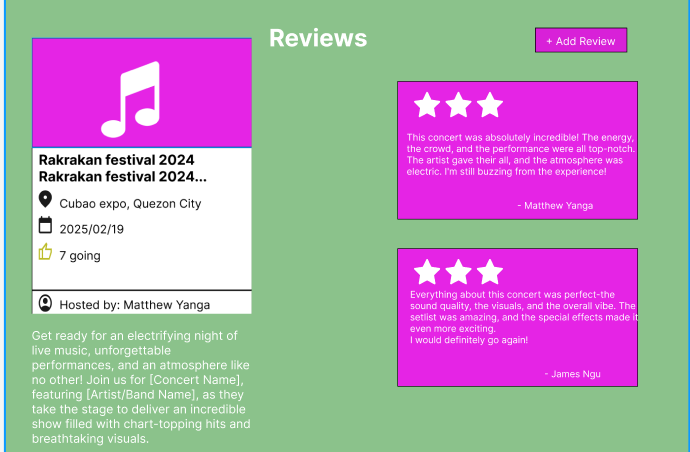 Reviews
+ Add Review
Rakrakan festival 2024
Rakrakan festival 2024...
Cubao expo, Quezon City
2025/02/19
7 going
Hosted by: Matthew Yanga
Get ready for an electrifying night of
live music, unforgettable
performances, and an atmosphere like
no other! Join us for [Concert Name],
featuring [Artist/Band Name], as they
take the stage to deliver an incredible
show filled with chart-topping hits and
breathtaking visuals.
This concert was absolutely incredible! The energy,
the crowd, and the performance were all top-notch.
The artist gave their all, and the atmosphere was
electric. I'm still buzzing from the experience!
- Matthew Yanga
Everything about this concert was perfect-the
sound quality, the visuals, and the overall vibe. The
setlist was amazing, and the special effects made it
even more exciting.
I would definitely go again!
- James Ngu